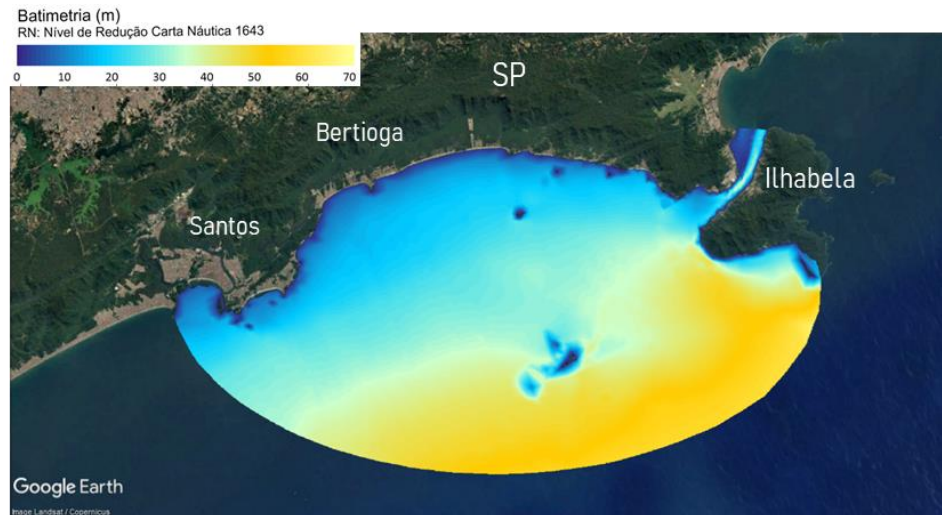 Batimetria (m)
RN: Nível de Redução Carta Náutica 1643
0 10 20 30 40 50 60 70
SP
Bertioga
Ilhabela
Santos
Google Earth
Image Landsat / Copernicus